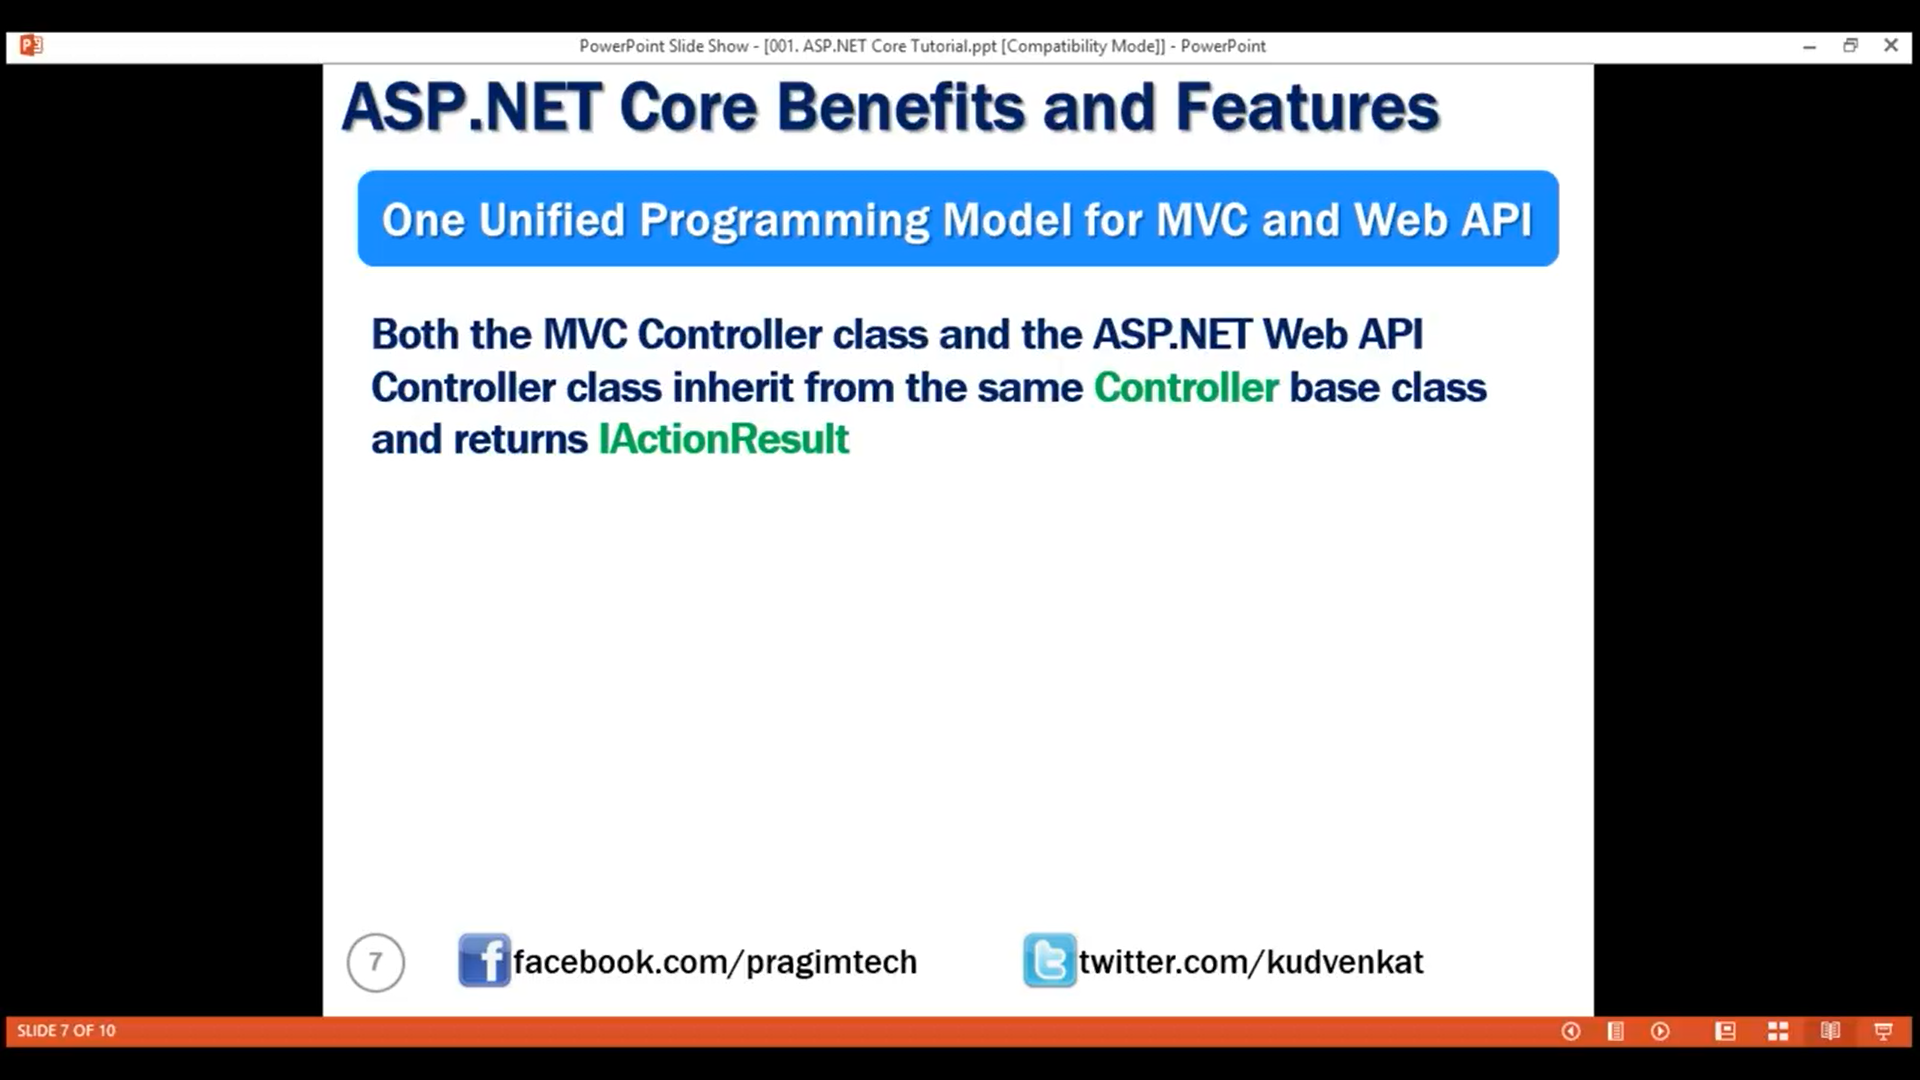 PowerPoint Slide Show - [001. ASP.NET Core Tutorial.ppt [Compatibility Mode]] - PowerPoint
ASP.NET Core Benefits and Features
One Unified Programming Model for MVC and Web API
Both the MVC Controller class and the ASP.NET Web API
Controller class inherit from the same Controller base class
and returns IActionResult
7
facebook.com/pragimtech
twitter.com/kudvenkat
SLIDE 7 OF 10